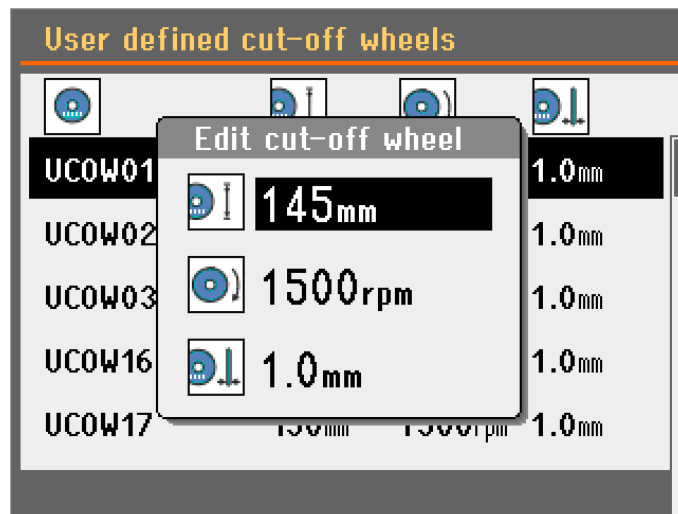 User defined cut-off wheels
Edit cut-off wheel
UCOW01 1.0mm
145mm
UCOW02 1.0mm
1500rpm
UCOW03 1.0mm
UCOW16 1.0mm
1.0mm
UCOW17 1.0mm